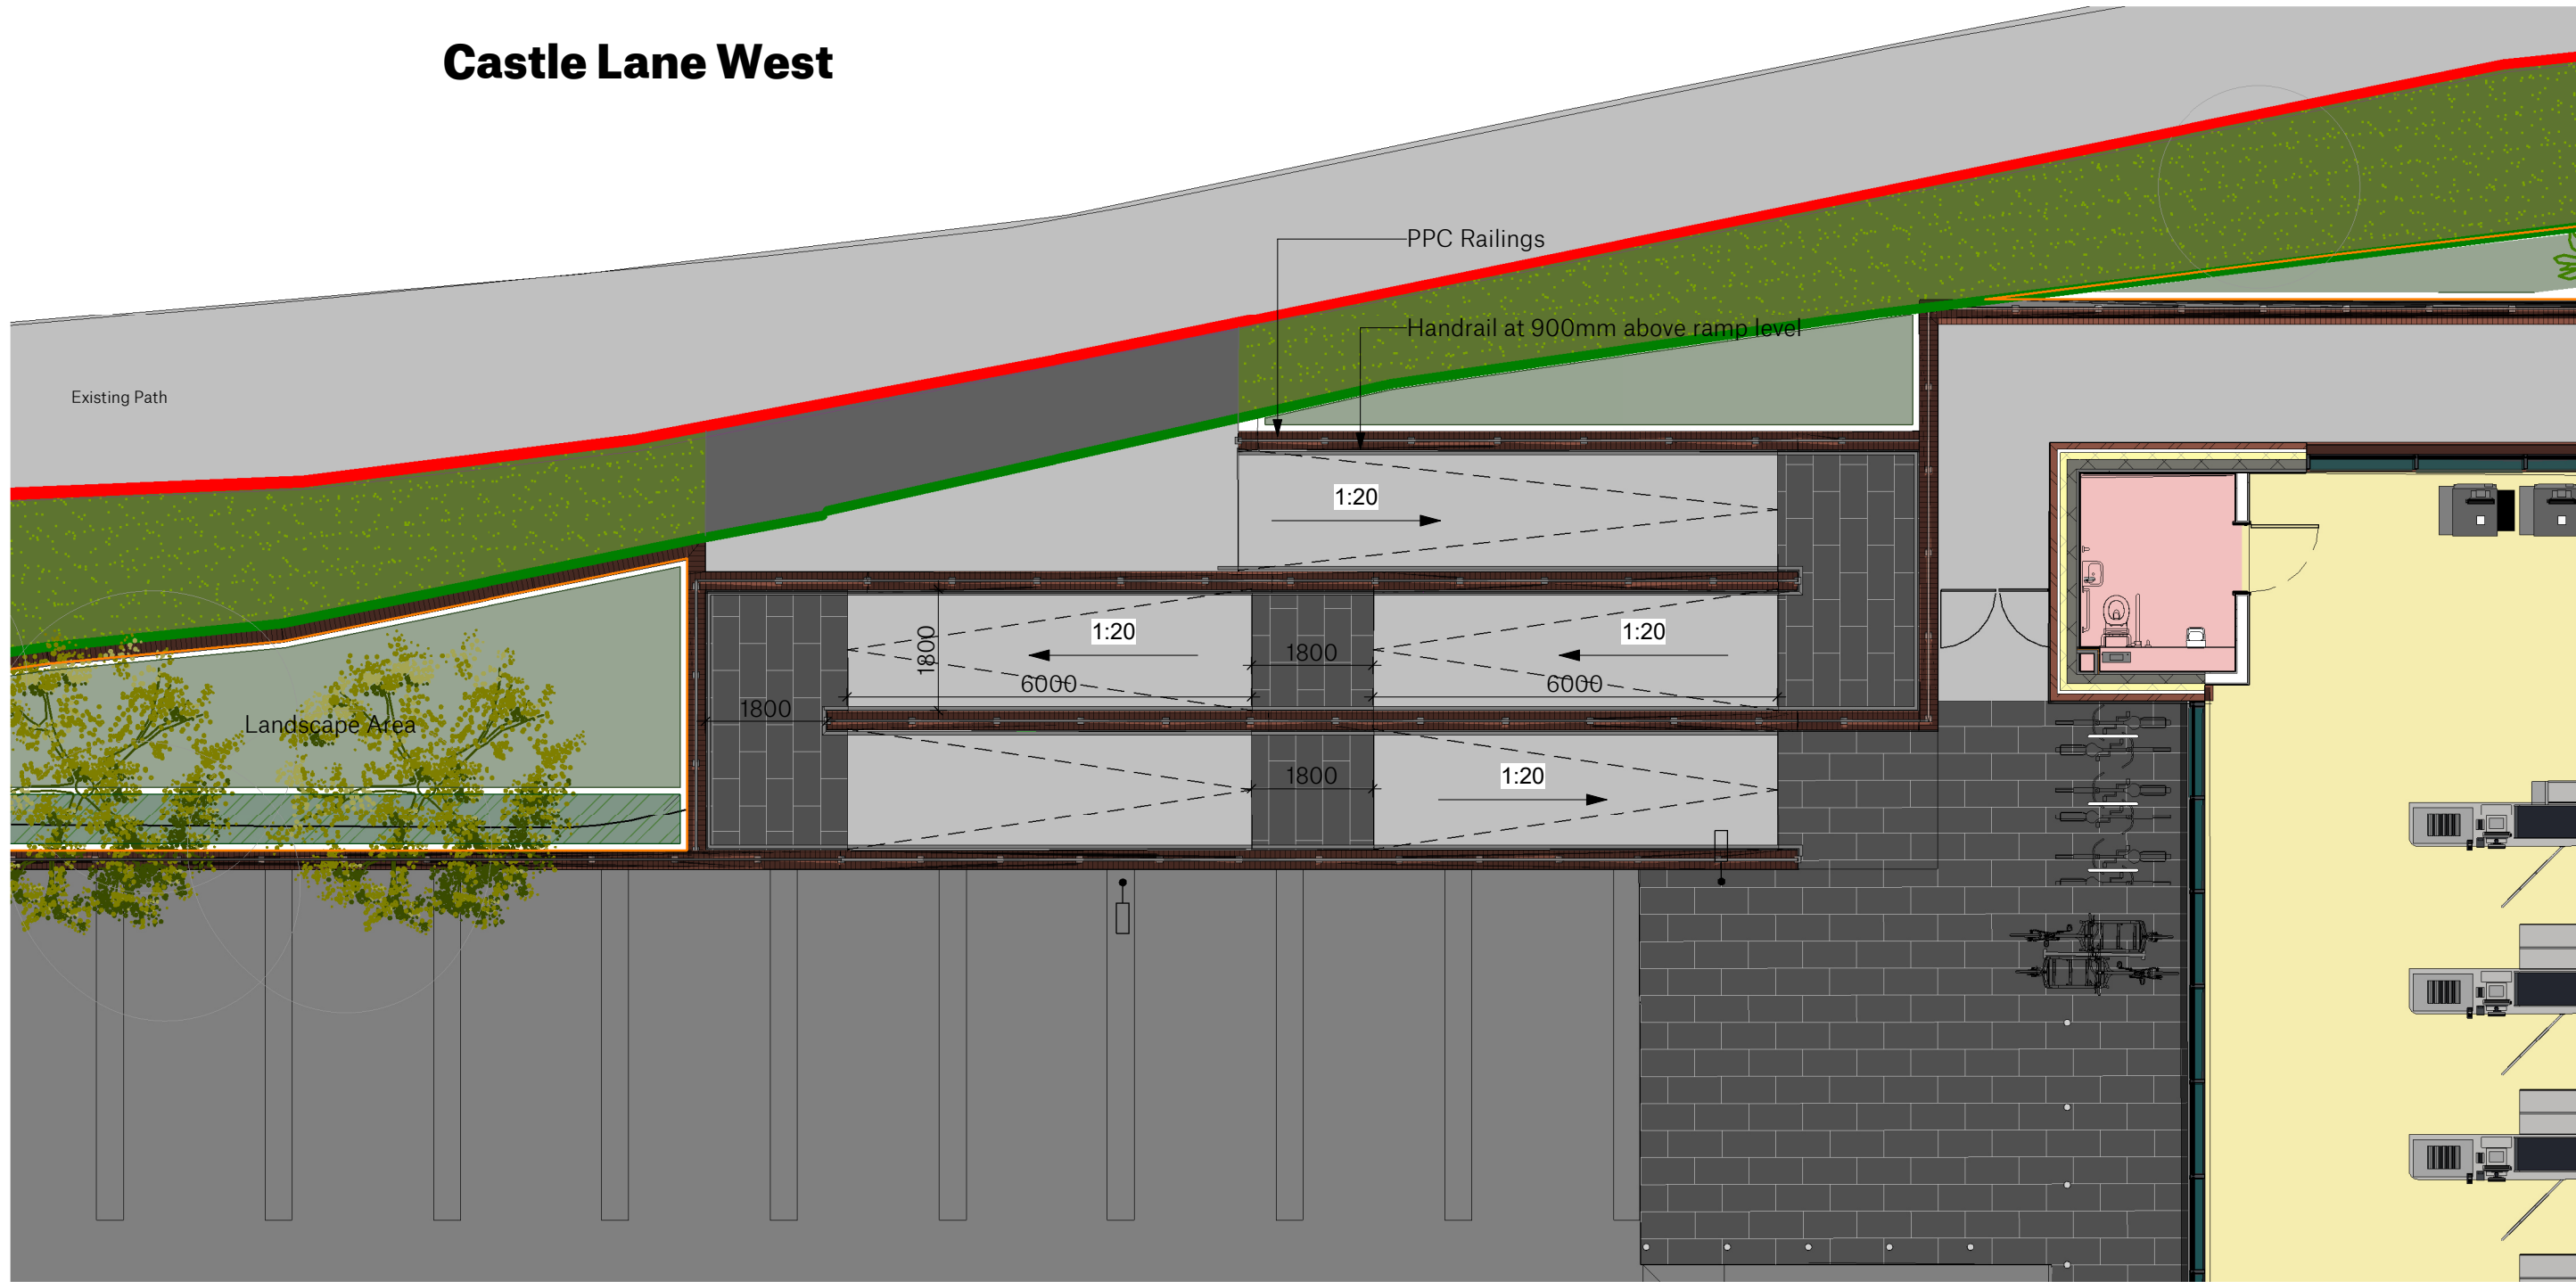 Castle Lane West
PPC Railings
Handrail at 900mm above ramp level
Existing Path
1:20
1:20
1:20
1800
1800
6000
6000
1800
Landscape Area
1800
1:20